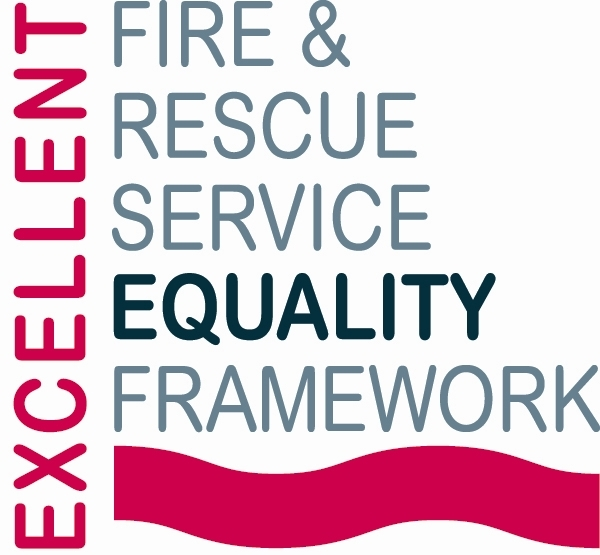 EXCELLENT
FIRE &
RESCUE
SERVICE
EQUALITY
FRAMEWORK